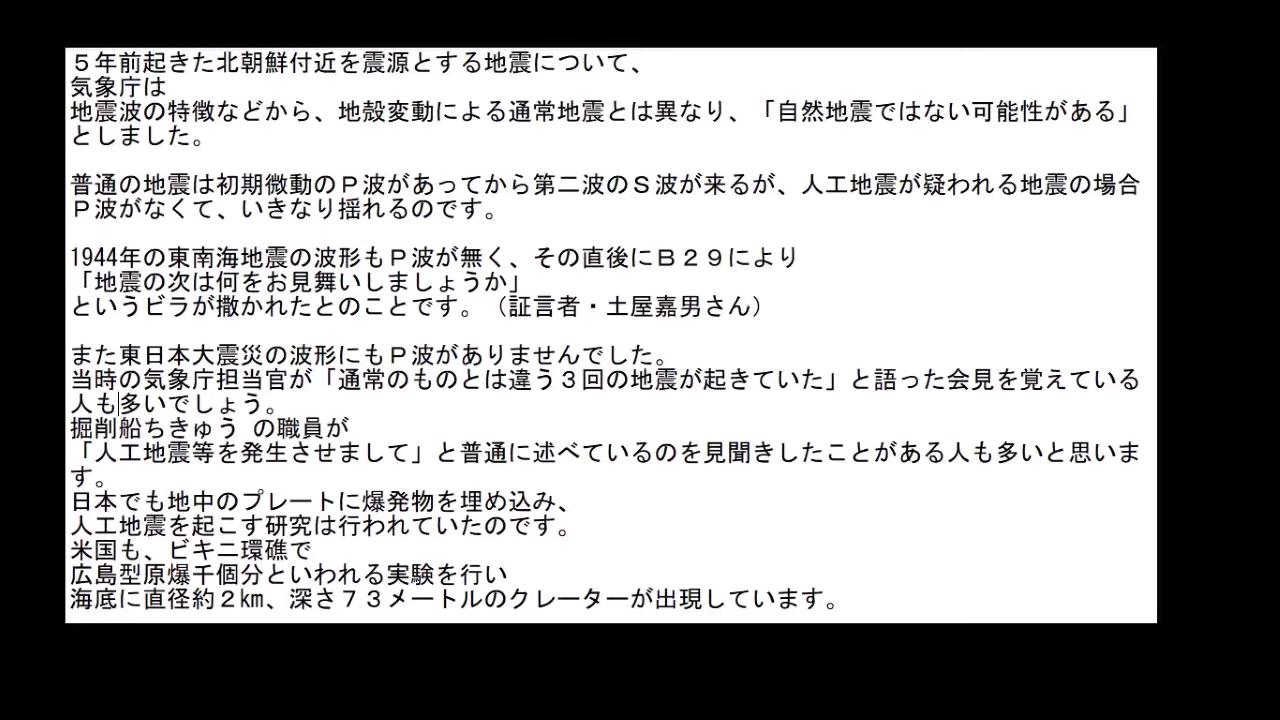 ５年前起きた北朝鮮付近を震源とする地震について、
気象庁は
地震波の特徴などから、地殻変動による通常地震とは異なり、「自然地震ではない可能性がある」
としました。
普通の地震は初期微動のＰ波があってから第二波のＳ波が来るが、人工地震が疑われる地震の場合
Ｐ波がなくて、いきなり揺れるのです。
1944年の東南海地震の波形もＰ波が無く、その直後にＢ２９により
「地震の次は何をお見舞いしましょうか」
というビラが撒かれたとのことです。（証言者・土屋嘉男さん）
また東日本大震災の波形にもＰ波がありませんでした。
当時の気象庁担当官が「通常のものとは違う３回の地震が起きていた」と語った会見を覚えている
人も多いでしょう。
掘削船ちきゅう の職員が
「人工地震等を発生させまして」と普通に述べているのを見聞きしたことがある人も多いと思いま
す。
日本でも地中のプレートに爆発物を埋め込み、
人工地震を起こす研究は行われていたのです。
米国も、ビキニ環礁で
広島型原爆千個分といわれる実験を行い
海底に直径約２㎞、深さ７３メートルのクレーターが出現しています。